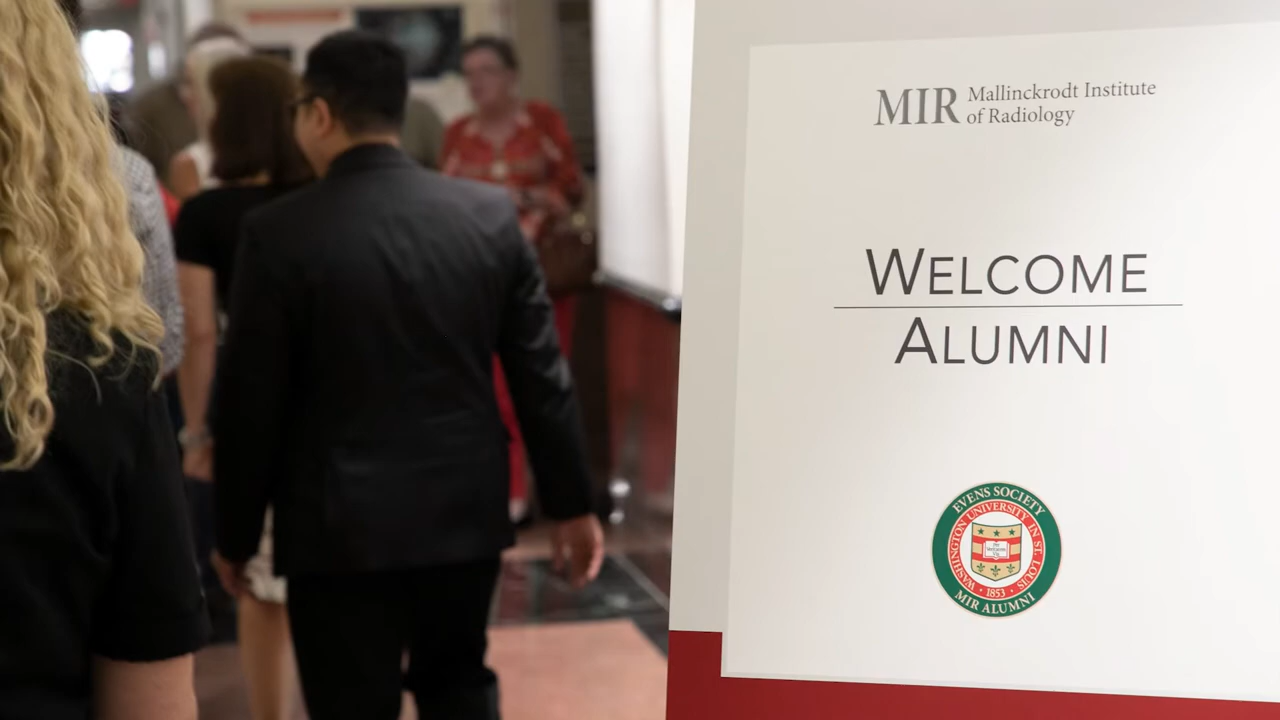 MIR Mallinckrodt Institute
of Radiology
WELCOME
ALUMNI
EVENS SOCIETY
WASHINGTON UNIVERSITY IN ST. LOUIS
· 1853 ·
MIR ALUMNI